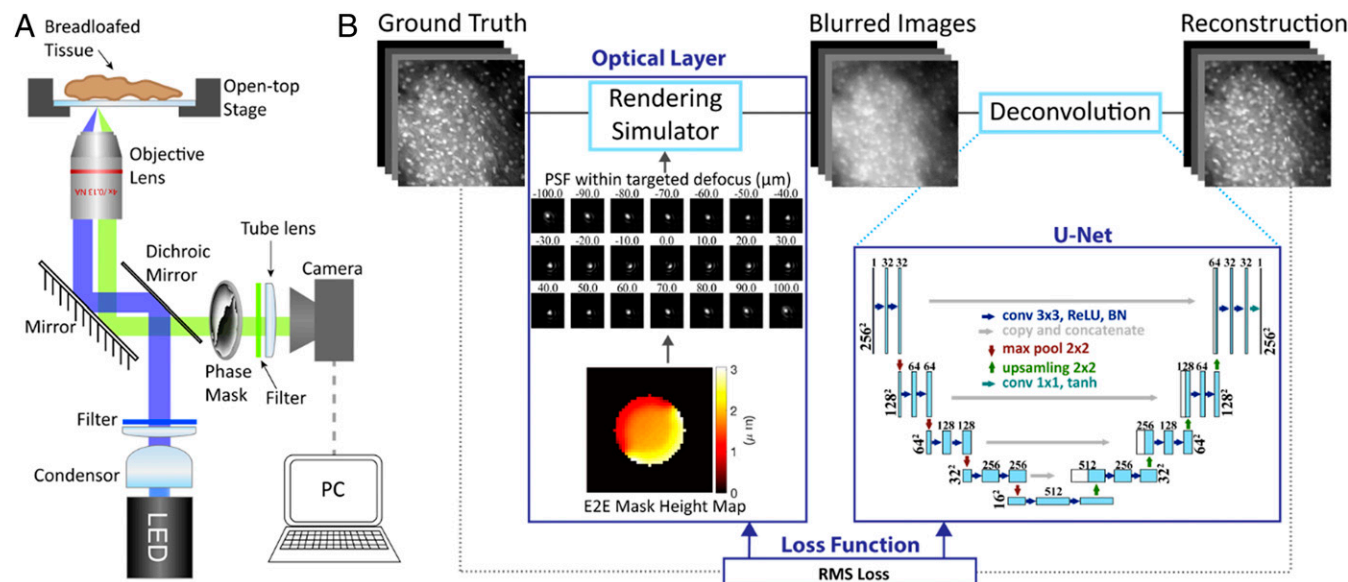 A
Breadloafed
Tissue
Open-top
Stage
Objective
Lens
4x /0.13 NA
Dichroic
Mirror
Tube lens
Camera
Mirror
Phase
Mask
Filter
Filter
Condensor
LED
PC
B
Ground Truth
Blurred Images
Reconstruction
Optical Layer
Rendering
Simulator
Deconvolution
PSF within targeted defocus (μm)
-100.0 -90.0 -80.0 -70.0 -60.0 -50.0 -40.0
-30.0 -20.0 -10.0 0.0 10.0 20.0 30.0
40.0 50.0 60.0 70.0 80.0 90.0 100.0
3
2
1
0
(μm)
E2E Mask Height Map
U-Net
1 32 32
64 32 32 1
256²
256²
conv 3x3, ReLU, BN
copy and concatenate
max pool 2x2
upsamling 2x2
conv 1x1, tanh
64 64
128 64
128²
128²
128 128
256 128
64²
64²
256 256
512 256
32²
32²
512
16²
Loss Function
RMS Loss